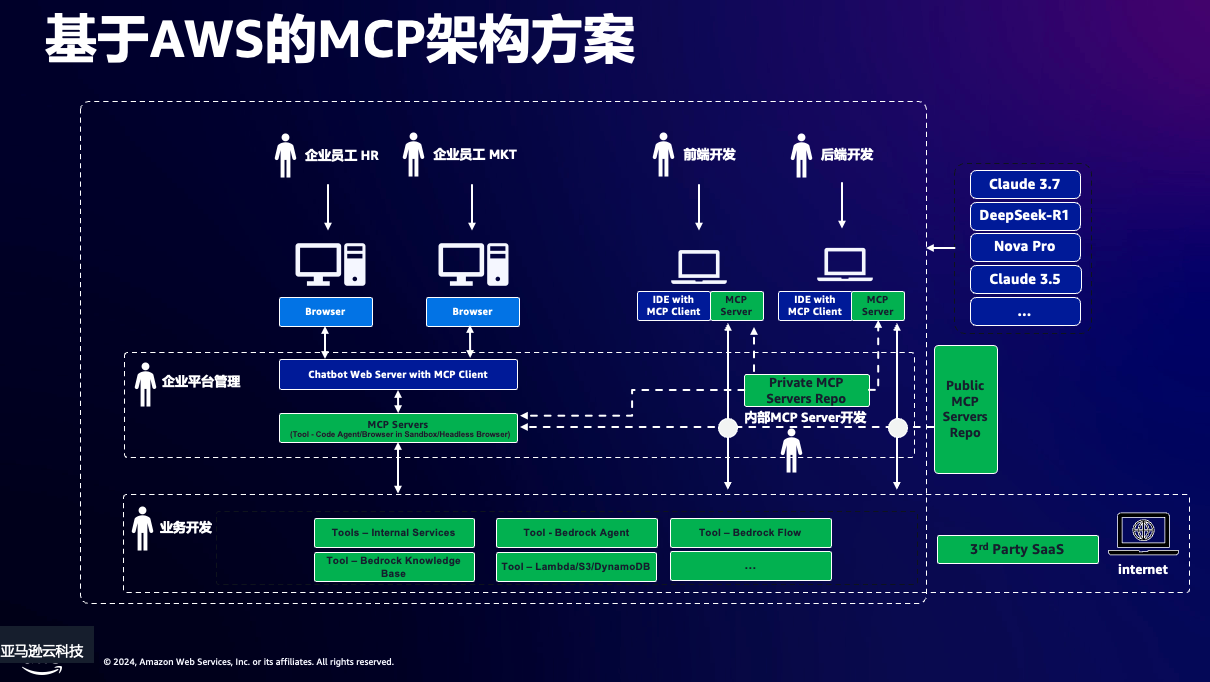 基于AWS的MCP架构方案
企业员工 HR
企业员工 MKT
前端开发
后端开发
Claude 3.7
DeepSeek-R1
Nova Pro
Claude 3.5
...
Browser
Browser
IDE with
MCP Client
MCP
Server
IDE with
MCP Client
MCP
Server
企业平台管理
Chatbot Web Server with MCP Client
MCP Servers
(Tool - Code Agent/Browser in Sandbox/Headless Browser)
Private MCP
Servers Repo
内部MCP Server开发
Public
MCP
Servers
Repo
业务开发
Tools – Internal Services
Tool - Bedrock Agent
Tool – Bedrock Flow
Tool – Bedrock Knowledge
Base
Tool – Lambda/S3/DynamoDB
...
3rd Party SaaS
internet
亚马逊云科技
© 2024, Amazon Web Services, Inc. or its affiliates. All rights reserved.